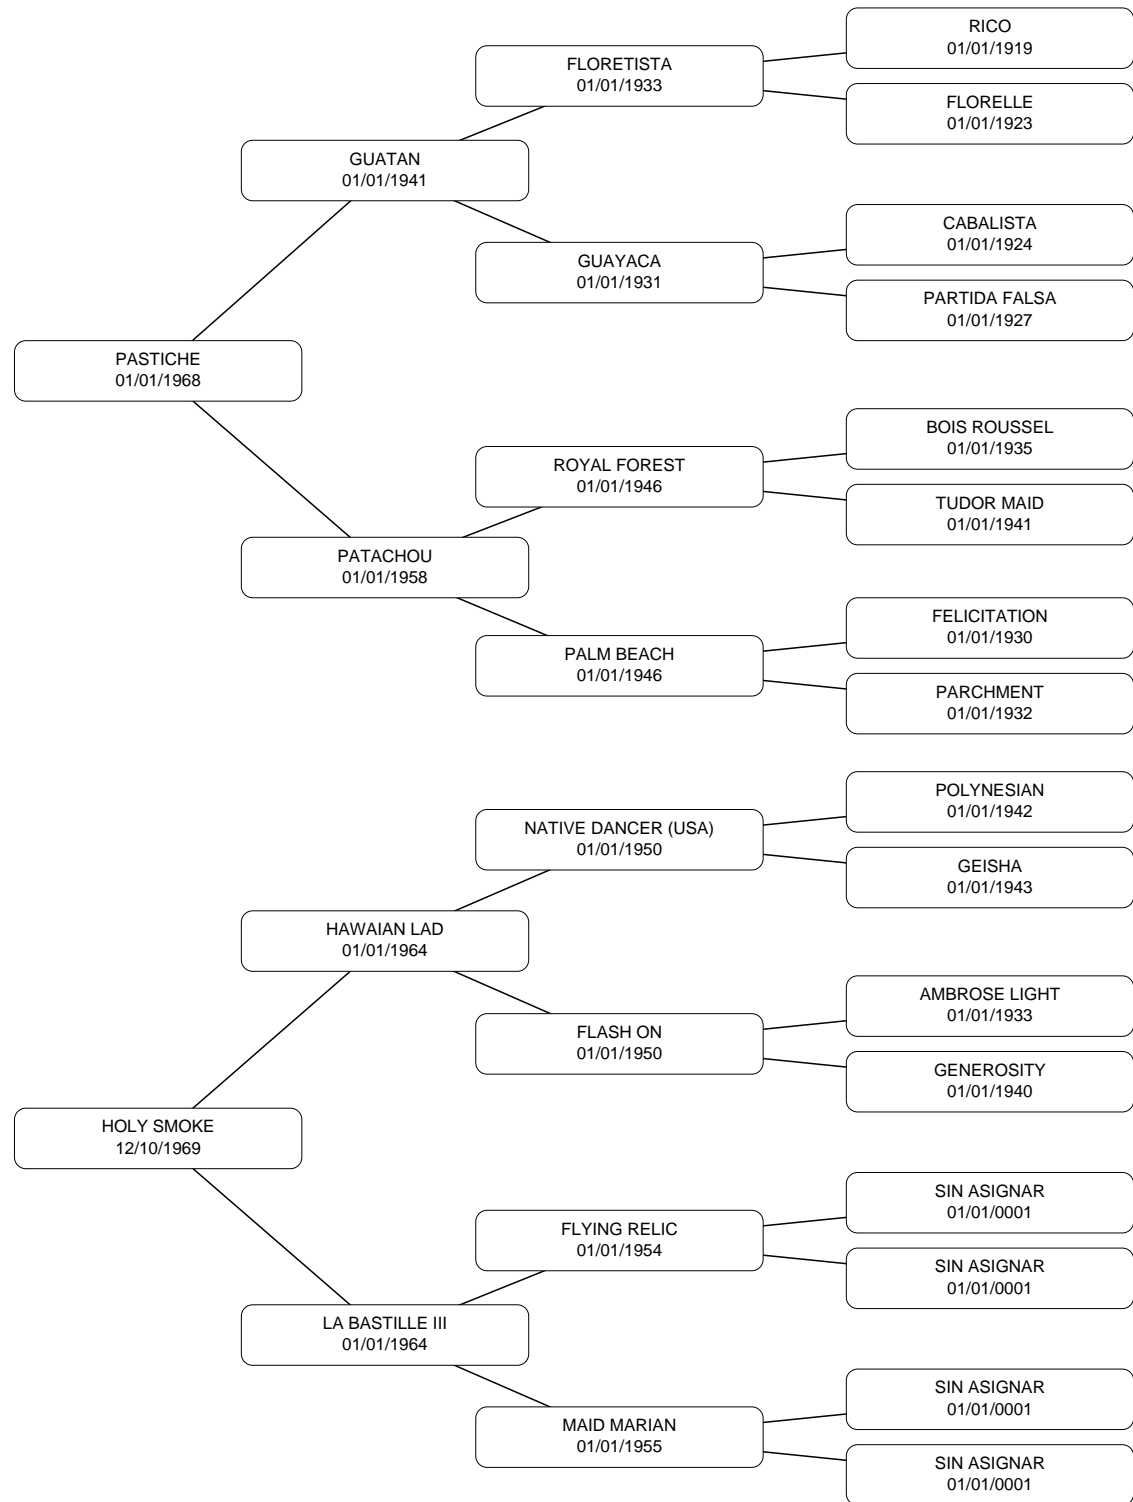 RICO
01/01/1919
FLORETISTA
01/01/1933
FLORELLE
01/01/1923
GUATAN
01/01/1941
CABALISTA
01/01/1924
GUAYACA
01/01/1931
PARTIDA FALSA
01/01/1927
PASTICHE
01/01/1968
BOIS ROUSSEL
01/01/1935
ROYAL FOREST
01/01/1946
TUDOR MAID
01/01/1941
PATACHOU
01/01/1958
FELICITATION
01/01/1930
PALM BEACH
01/01/1946
PARCHMENT
01/01/1932
POLYNESIAN
01/01/1942
NATIVE DANCER (USA)
01/01/1950
GEISHA
01/01/1943
HAWAIAN LAD
01/01/1964
AMBROSE LIGHT
01/01/1933
FLASH ON
01/01/1950
GENEROSITY
01/01/1940
HOLY SMOKE
12/10/1969
SIN ASIGNAR
01/01/0001
FLYING RELIC
01/01/1954
SIN ASIGNAR
01/01/0001
LA BASTILLE III
01/01/1964
SIN ASIGNAR
01/01/0001
MAID MARIAN
01/01/1955
SIN ASIGNAR
01/01/0001